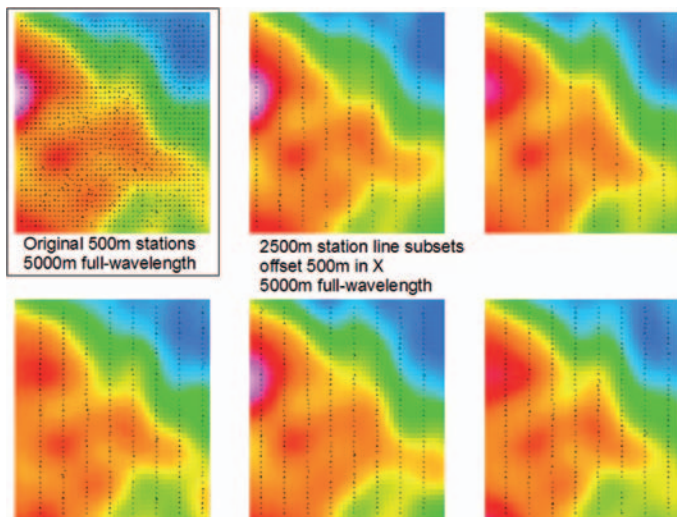 Original 500m stations
5000m full-wavelength
2500m station line subsets
offset 500m in X
5000m full-wavelength